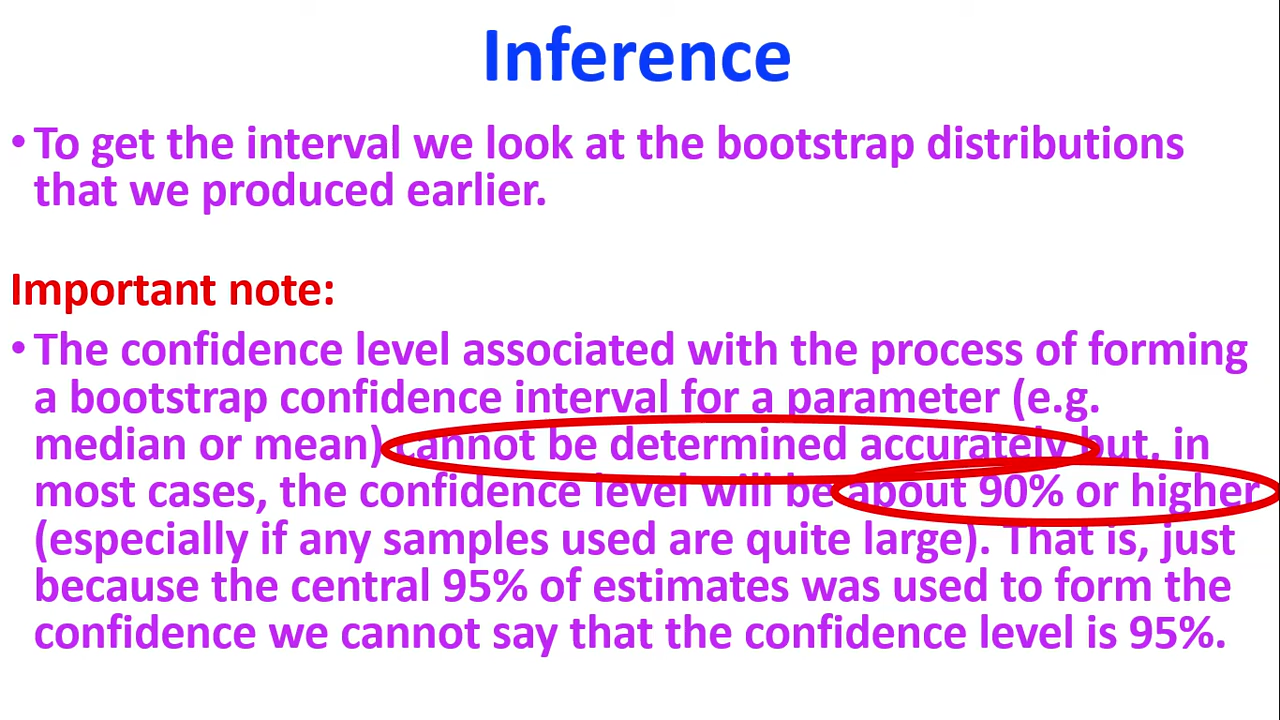 Inference
• To get the interval we look at the bootstrap distributions
that we produced earlier.
Important note:
• The confidence level associated with the process of forming
a bootstrap confidence interval for a parameter (e.g.
median or mean) cannot be determined accurately but, in
most cases, the confidence level will be about 90% or higher
(especially if any samples used are quite large). That is, just
because the central 95% of estimates was used to form the
confidence we cannot say that the confidence level is 95%.